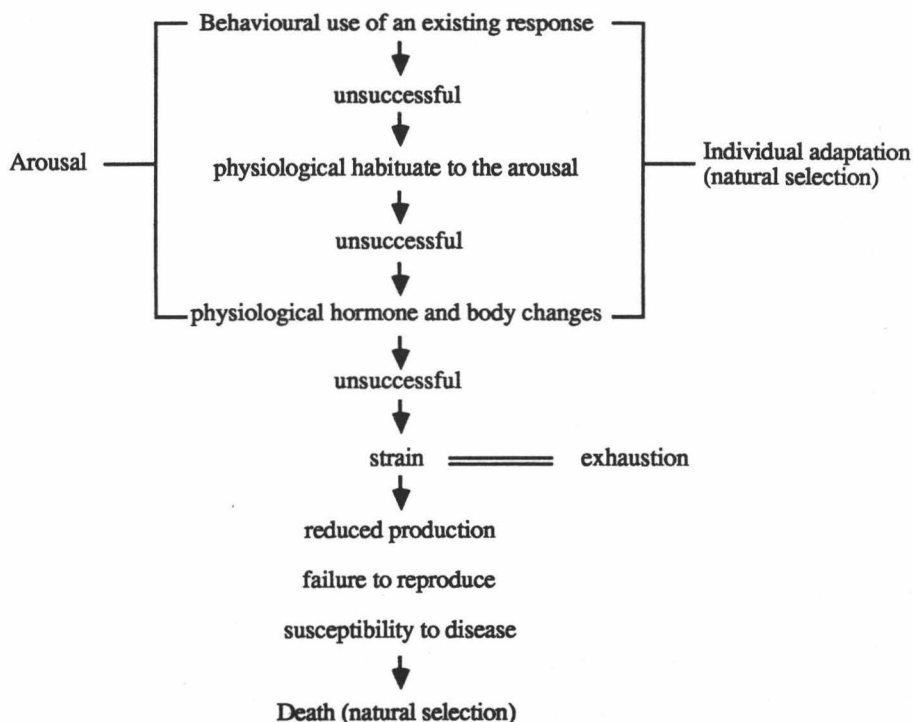 Behavioural use of an existing response
unsuccessful
Arousal
physiological habituate to the arousal
Individual adaptation
(natural selection)
unsuccessful
physiological hormone and body changes
unsuccessful
strain
exhaustion
reduced production
failure to reproduce
susceptibility to disease
Death (natural selection)